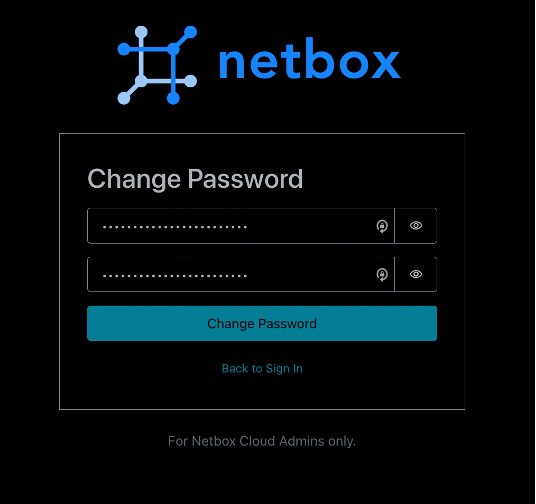 netbox
Change Password
••••••••••••••••••••••••
••••••••••••••••••••••••
Change Password
Back to Sign In
For Netbox Cloud Admins only.